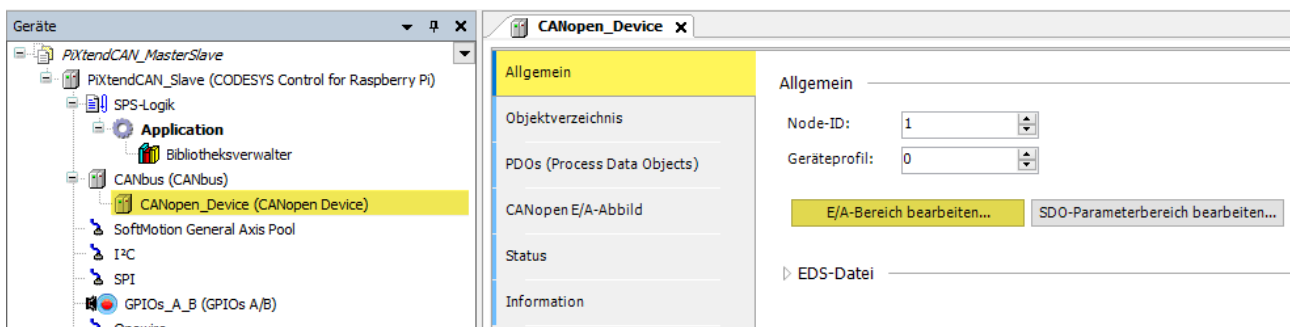 Geräte
PiXtendCAN_MasterSlave
PiXtendCAN_Slave (CODESYS Control for Raspberry Pi)
SPS-Logik
Application
Bibliotheksverwalter
CANbus (CANbus)
CANopen_Device (CANopen Device)
SoftMotion General Axis Pool
I²C
SPI
GPIOs_A_B (GPIOs A/B)
CANopen_Device
Allgemein
Objektverzeichnis
PDOs (Process Data Objects)
CANopen E/A-Abbild
Status
Information
Allgemein
Node-ID: 1
Geräteprofil: 0
E/A-Bereich bearbeiten... SDO-Parameterbereich bearbeiten...
EDS-Datei